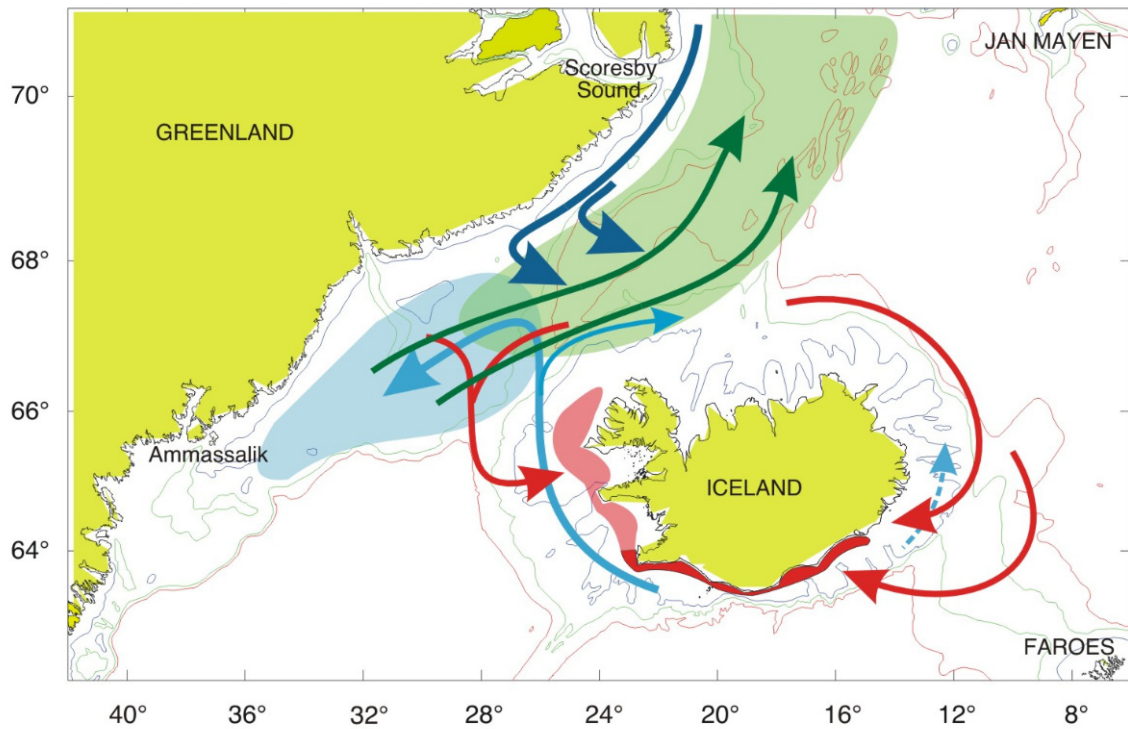 JAN MAYEN
Scoresby
Sound
70°
GREENLAND
68°
66°
Ammassalik
ICELAND
64°
FAROES
40°
36°
32°
28°
24°
20°
16°
12°
8°